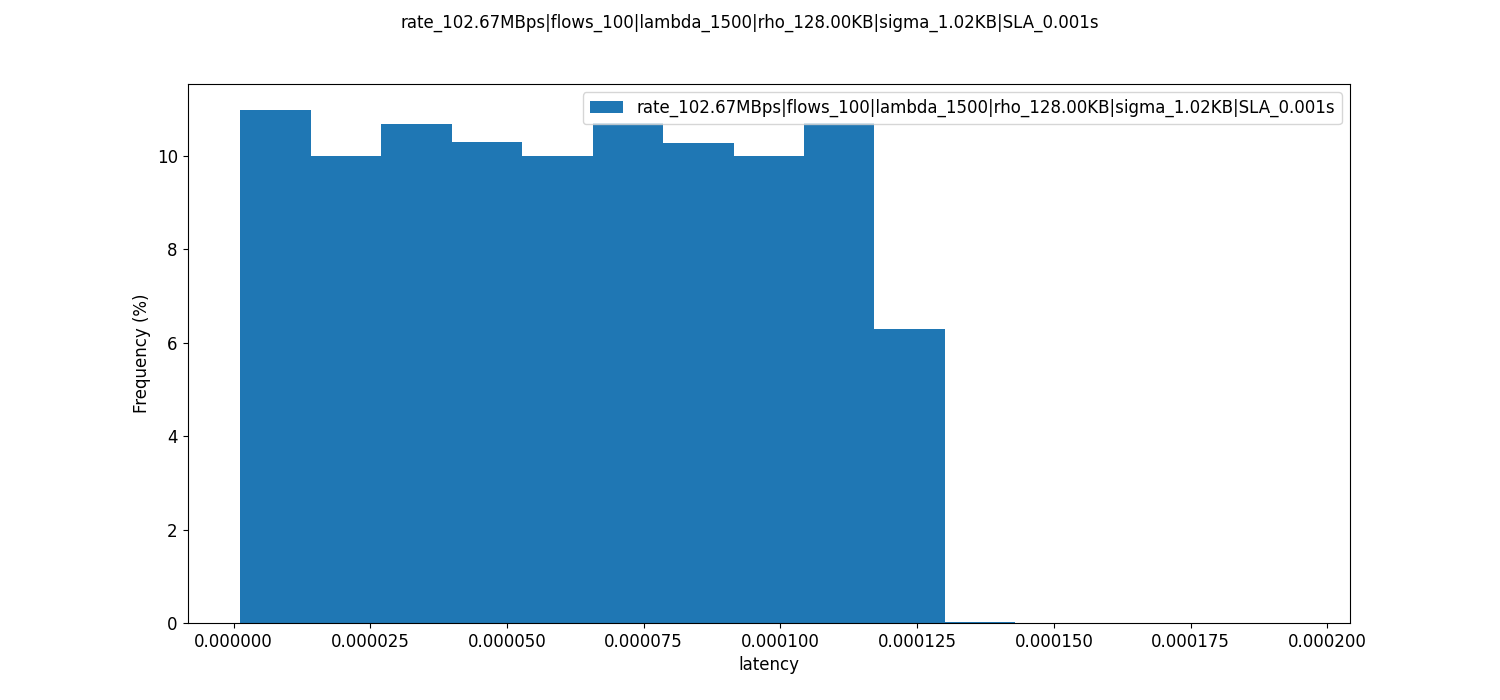 rate_102.67MBps|flows_100|lambda_1500|rho_128.00KB|sigma_1.02KB|SLA_0.001s
rate_102.67MBps|flows_100|lambda_1500|rho_128.00KB|sigma_1.02KB|SLA_0.001s
Frequency (%)
10
8
6
4
2
0
0.000000 0.000025 0.000050 0.000075 0.000100 0.000125 0.000150 0.000175 0.000200
latency